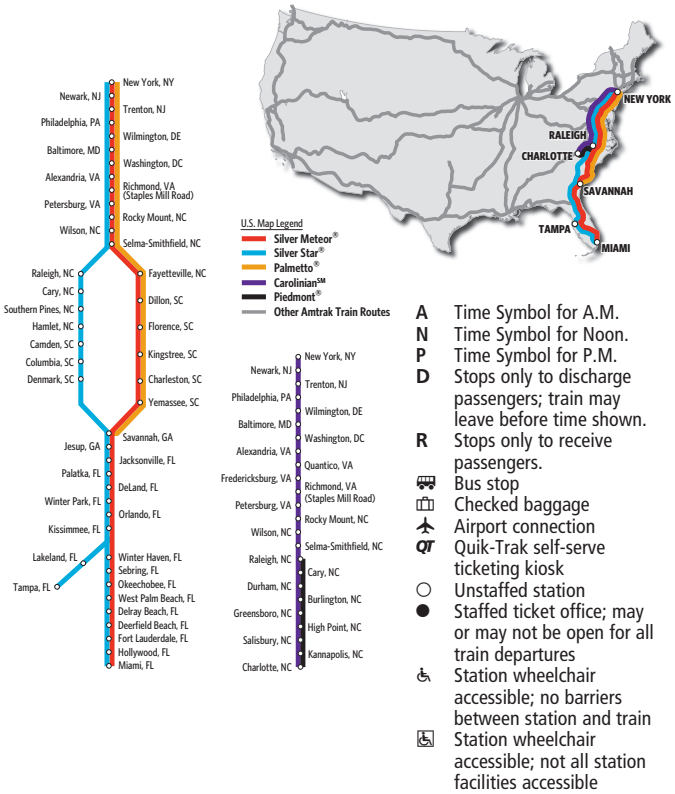 New York, NY
Newark, NJ
Trenton, NJ
Philadelphia, PA
Wilmington, DE
Baltimore, MD
Washington, DC
Alexandria, VA
Richmond, VA
(Staples Mill Road)
Petersburg, VA
Rocky Mount, NC
Wilson, NC
Selma-Smithfield, NC
Raleigh, NC
Fayetteville, NC
Cary, NC
Dillon, SC
Southern Pines, NC
Hamlet, NC
Florence, SC
Camden, SC
Kingstree, SC
Columbia, SC
Denmark, SC
Charleston, SC
Yemassee, SC
Savannah, GA
Jesup, GA
Jacksonville, FL
Palatka, FL
DeLand, FL
Winter Park, FL
Orlando, FL
Kissimmee, FL
Lakeland, FL
Winter Haven, FL
Sebring, FL
Tampa, FL
Okeechobee, FL
West Palm Beach, FL
Delray Beach, FL
Deerfield Beach, FL
Fort Lauderdale, FL
Hollywood, FL
Miami, FL
NEW YORK
RALEIGH
CHARLOTTE
SAVANNAH
TAMPA
MIAMI
U.S. Map Legend
Silver Meteor®
Silver Star®
Palmetto®
Carolinian℠
Piedmont®
Other Amtrak Train Routes
New York, NY
Newark, NJ
Trenton, NJ
Philadelphia, PA
Wilmington, DE
Baltimore, MD
Washington, DC
Alexandria, VA
Quantico, VA
Fredericksburg, VA
Richmond, VA
(Staples Mill Road)
Petersburg, VA
Rocky Mount, NC
Wilson, NC
Selma-Smithfield, NC
Raleigh, NC
Cary, NC
Durham, NC
Burlington, NC
Greensboro, NC
High Point, NC
Salisbury, NC
Kannapolis, NC
Charlotte, NC
A Time Symbol for A.M.
N Time Symbol for Noon.
P Time Symbol for P.M.
D Stops only to discharge
passengers; train may
leave before time shown.
R Stops only to receive
passengers.
Bus stop
Checked baggage
Airport connection
QT Quik-Trak self-serve
ticketing kiosk
Unstaffed station
Staffed ticket office; may
or may not be open for all
train departures
Station wheelchair
accessible; no barriers
between station and train
Station wheelchair
accessible; not all station
facilities accessible